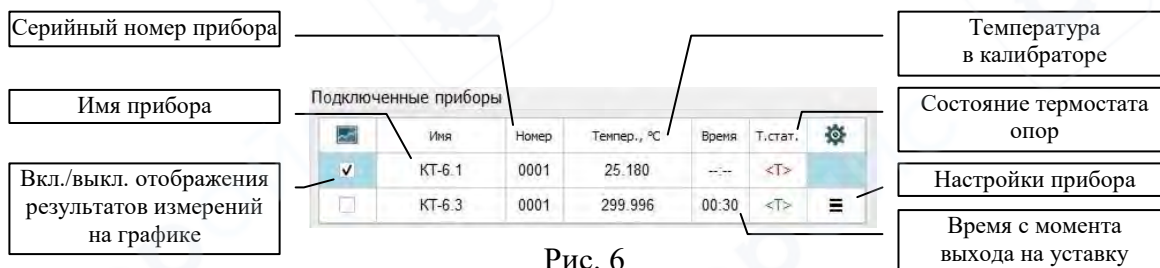 Серийный номер прибора
Имя прибора
Вкл./выкл. отображения
результатов измерений
на графике
Подключенные приборы
Имя Номер Темпер., °C Время Т.стат.
КТ-6.1 0001 25.180 --:-- <T>
КТ-6.3 0001 299.996 00:30 <T>
Температура
в калибраторе
Состояние термостата
опор
Настройки прибора
Время с момента
выхода на уставку
Рис. 6